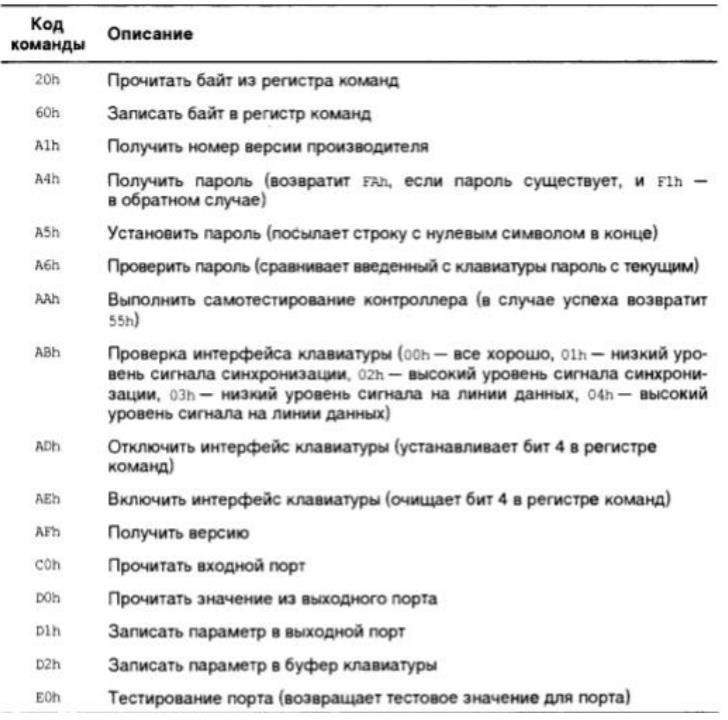 Код команды Описание
20h Прочитать байт из регистра команд
60h Записать байт в регистр команд
A1h Получить номер версии производителя
A4h Получить пароль (возвратит FAh, если пароль существует, и F1h —
в обратном случае)
A5h Установить пароль (посылает строку с нулевым символом в конце)
A6h Проверить пароль (сравнивает введенный с клавиатуры пароль с текущим)
AAh Выполнить самотестирование контроллера (в случае успеха возвратит
55h)
ABh Проверка интерфейса клавиатуры (00h — все хорошо, 01h — низкий уро-
вень сигнала синхронизации, 02h — высокий уровень сигнала синхрони-
зации, 03h — низкий уровень сигнала на линии данных, 04h — высокий
уровень сигнала на линии данных)
ADh Отключить интерфейс клавиатуры (устанавливает бит 4 в регистре
команд)
AEh Включить интерфейс клавиатуры (очищает бит 4 в регистре команд)
AFh Получить версию
C0h Прочитать входной порт
D0h Прочитать значение из выходного порта
D1h Записать параметр в выходной порт
D2h Записать параметр в буфер клавиатуры
E0h Тестирование порта (возвращает тестовое значение для порта)